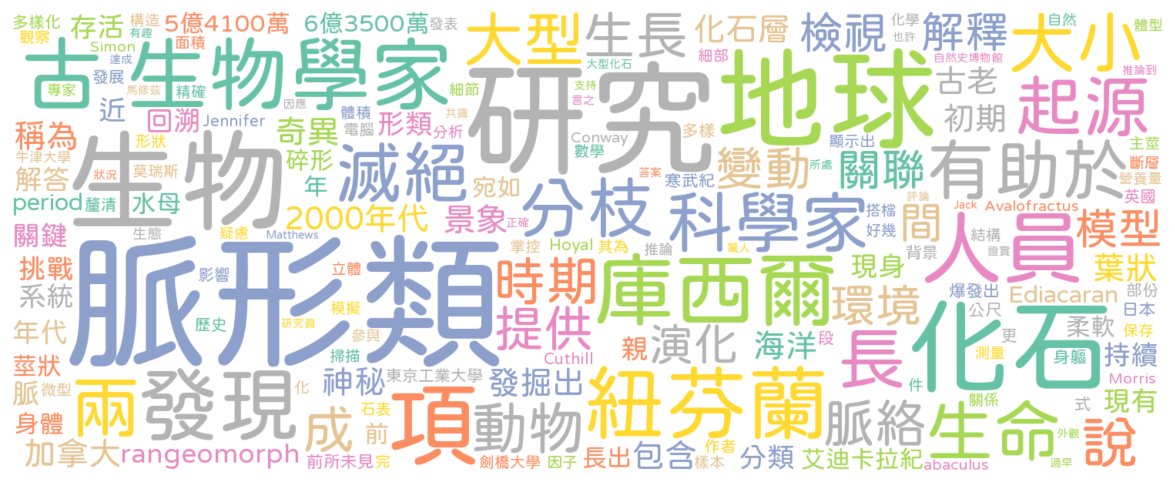 多樣化 構造 5億4100萬 6億3500萬 發表 大型 生長 化石層 檢視 解釋 大小 自然 體型
觀察 存活 有趣 面積 大型化石 細部 化學 也許 自然史博物館 推論到
Simon 達成
古生物學家 研究 地球 古老 起源
專家 發展 馬修茲 精確 細節 支持 言之
近 回溯 Jennifer 因應 體積 共識 初期
稱為 形狀 奇異 電腦 形類 分析 Conway 多樣 顯示出 主莖
牛津大學 生物 碎形 滅絕 數學 變動 關聯 有助於 斷層
解答 狀況 莫瑞斯 年 宛如 答案 寒武紀 所處 營養量
period 釐清 水母 2000年代 景象 分枝 科學家 搭檔 評論 Jack Avalofractus 英國
關鍵 生態 疑慮 Matthews 正確 好幾 間 人員 結構 模型
脈形類 掌控 Hoyal 其為 推論 背景 證實
挑戰 影響 立體 時期 驚人 庫西爾 現身 葉狀
系統 模擬 環境 爆發出 Ediacaran 部份
年代 歷史 研究員 參與 提供 段 公尺 日本
莖狀 掃描 Cuthill 親 演化 海洋 長 更 化石 柔軟 保存
脈 微型 兩 發現 化 神秘 東京工業大學 發掘出 紐芬蘭 件 測量 身軀 持續
身體 石表 項 動物 脈絡 關係 式 Morris 現有
加拿大 rangeomorph 成 前 作者 生命 外觀 說
前所未見 完 劍橋大學 因子 長出 包含 樣本 分類 艾迪卡拉紀 abaculus 過早